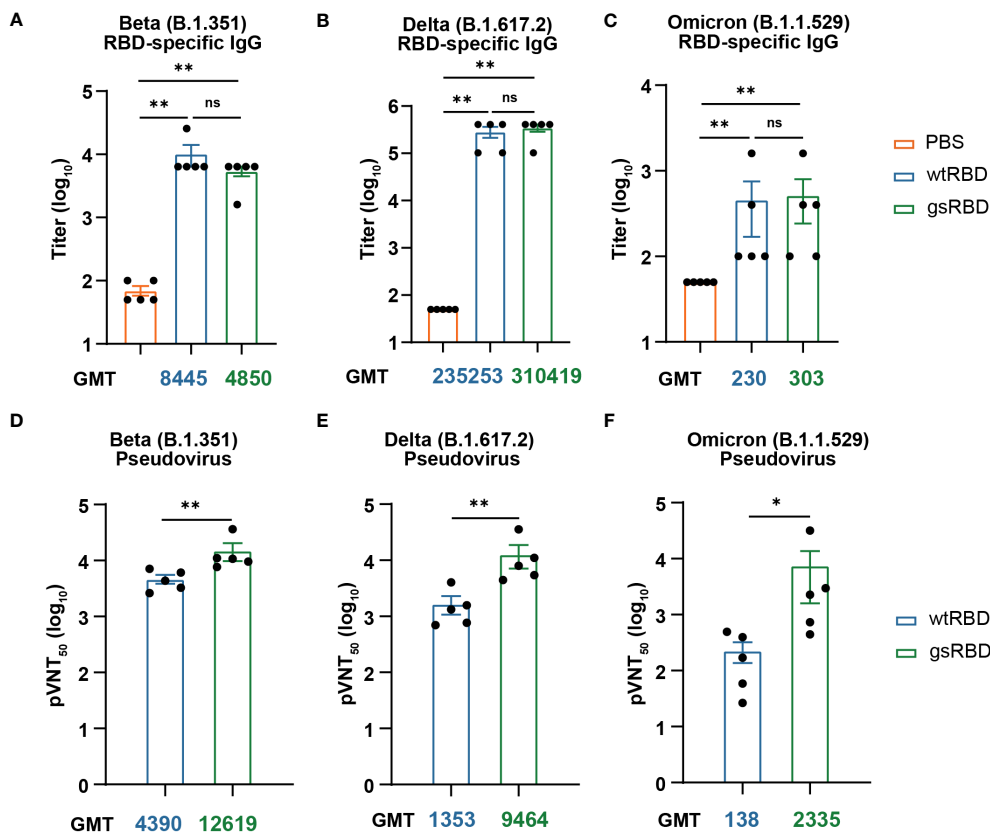 A
Beta (B.1.351)
RBD-specific IgG
**
**
ns
Titer (log10)
5
4
3
2
1
GMT 8445 4850
B
Delta (B.1.617.2)
RBD-specific IgG
**
**
ns
Titer (log10)
6
5
4
3
2
1
235253 310419
C
Omicron (B.1.1.529)
RBD-specific IgG
**
**
ns
Titer (log10)
4
3
2
1
GMT 230 303
PBS
wtRBD
gsRBD
D
Beta (B.1.351)
Pseudovirus
**
pVNT50 (log10)
5
4
3
2
1
0
GMT 4390 12619
E
Delta (B.1.617.2)
Pseudovirus
**
pVNT50 (log10)
5
4
3
2
1
0
GMT 1353 9464
F
Omicron (B.1.1.529)
Pseudovirus
*
pVNT50 (log10)
5
4
3
2
1
0
GMT 138 2335
wtRBD
gsRBD